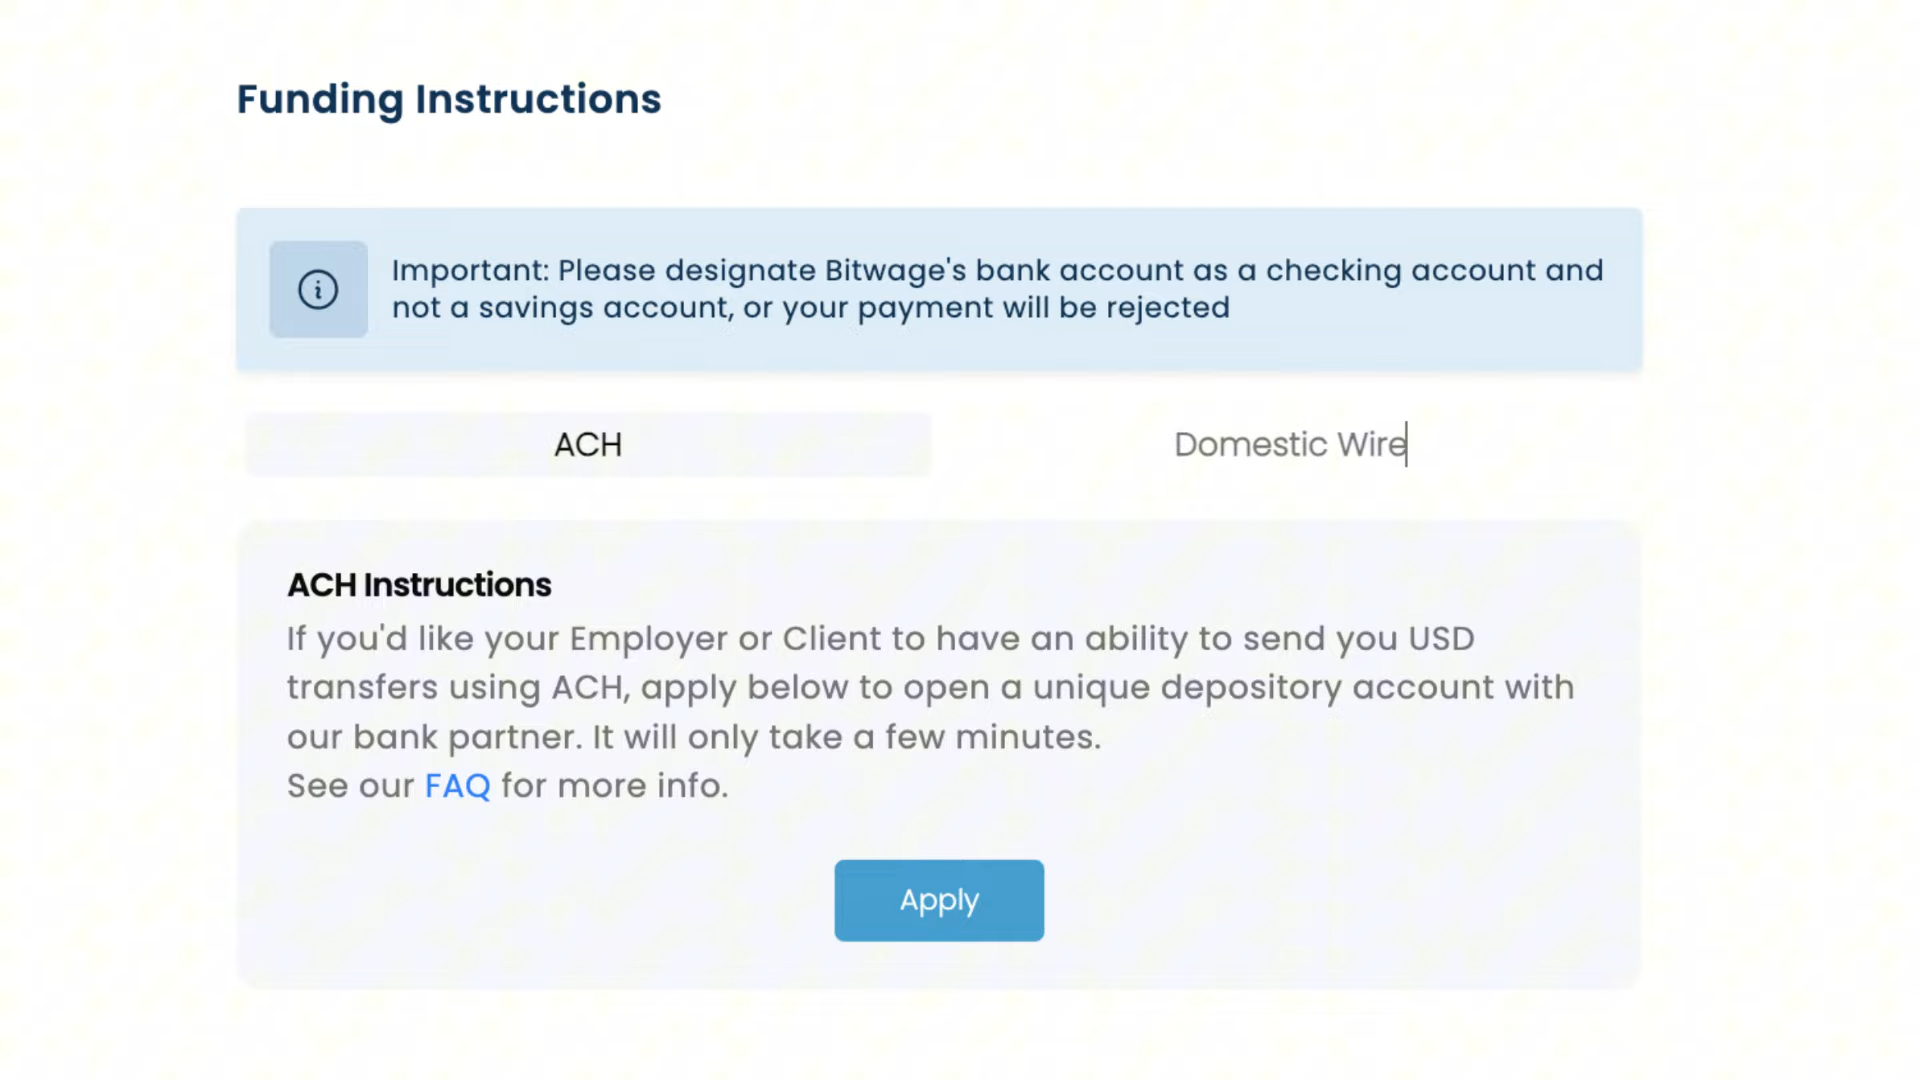 Funding Instructions
Important: Please designate Bitwage's bank account as a checking account and
not a savings account, or your payment will be rejected
ACH
Domestic Wire
ACH Instructions
If you'd like your Employer or Client to have an ability to send you USD
transfers using ACH, apply below to open a unique depository account with
our bank partner. It will only take a few minutes.
See our FAQ for more info.
Apply